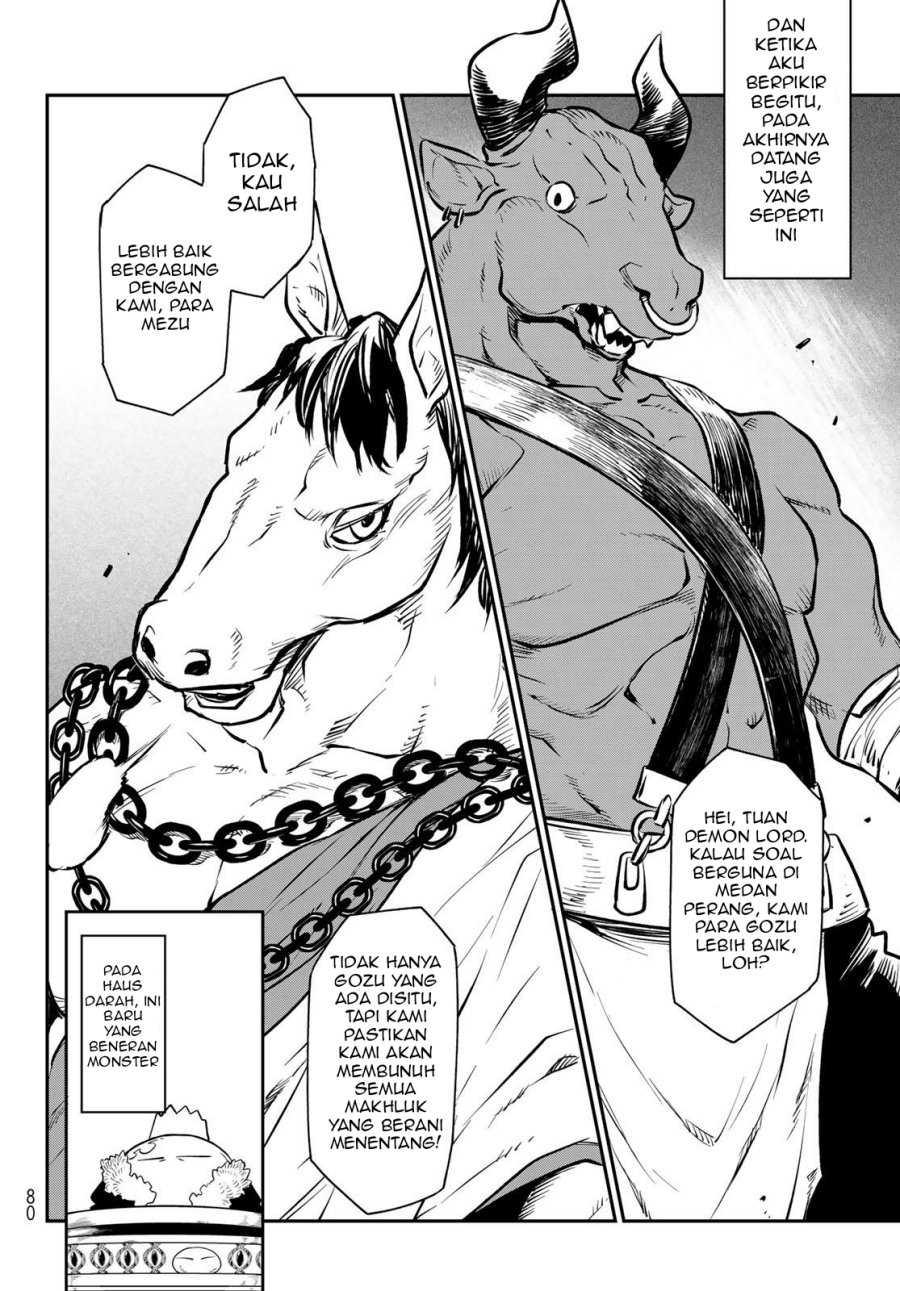 DAN
KETIKA
AKU
BERPIKIR
BEGITU,
PADA
AKHIRNYA
DATANG
JUGA
YANG
SEPERTI
INI
HEI, TUAN
DEMON LORD.
KALAU SOAL
BERGUNA DI
MEDAN
PERANG, KAMI
PARA GOZU
LEBIH BAIK,
LOH?
TIDAK,
KAU
SALAH
LEBIH BAIK
BERGABUNG
DENGAN
KAMI, PARA
MEZU
TIDAK HANYA
GOZU YANG
ADA DISITU,
TAPI KAMI
PASTIKAN
KAMI AKAN
MEMBUNUH
SEMUA
MAKHLUK
YANG BERANI
MENENTANG!
PADA
HAUS
DARAH, INI
BARU
YANG
BENERAN
MONSTER
80